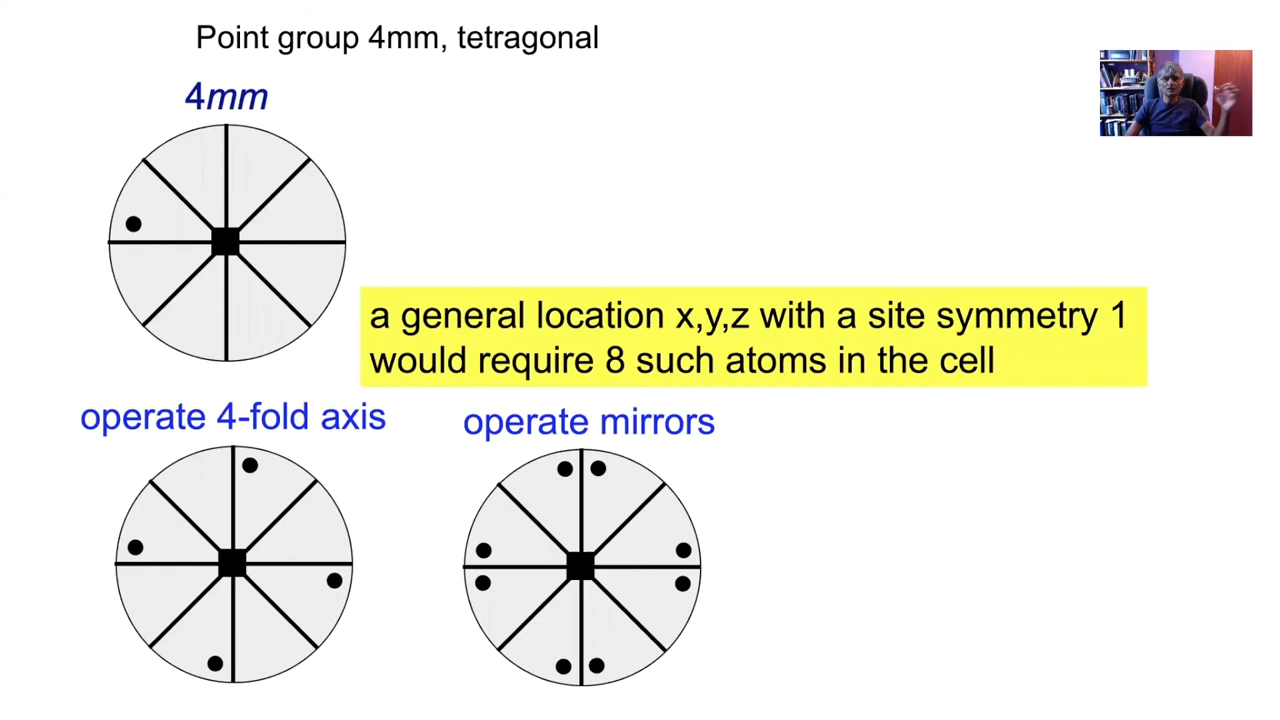 Point group 4mm, tetragonal
4mm
a general location x,y,z with a site symmetry 1
would require 8 such atoms in the cell
operate 4-fold axis
operate mirrors